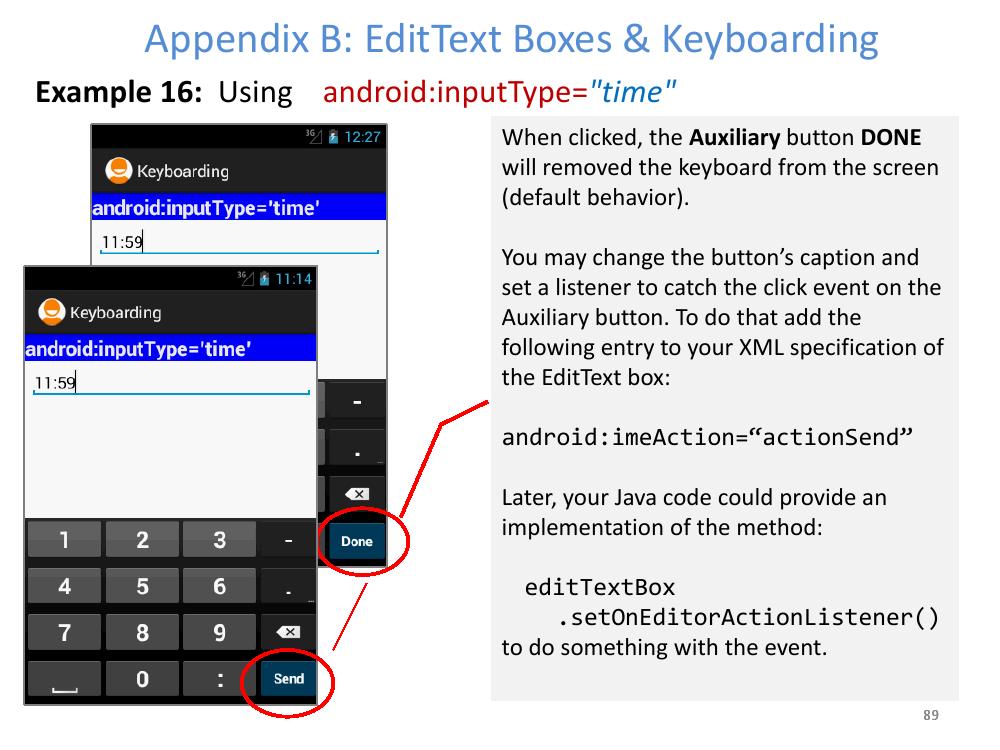 Appendix B: EditText Boxes & Keyboarding
Example 16: Using android:inputType="time"
3G 12:27
Keyboarding
android:inputType='time'
11:59
-
.
Done
3G 11:14
Keyboarding
android:inputType='time'
11:59
1 2 3 -
4 5 6 . ...
7 8 9
0 : Send
When clicked, the Auxiliary button DONE
will removed the keyboard from the screen
(default behavior).
You may change the button’s caption and
set a listener to catch the click event on the
Auxiliary button. To do that add the
following entry to your XML specification of
the EditText box:
android:imeAction=“actionSend”
Later, your Java code could provide an
implementation of the method:
editTextBox
.setOnEditorActionListener()
to do something with the event.
89